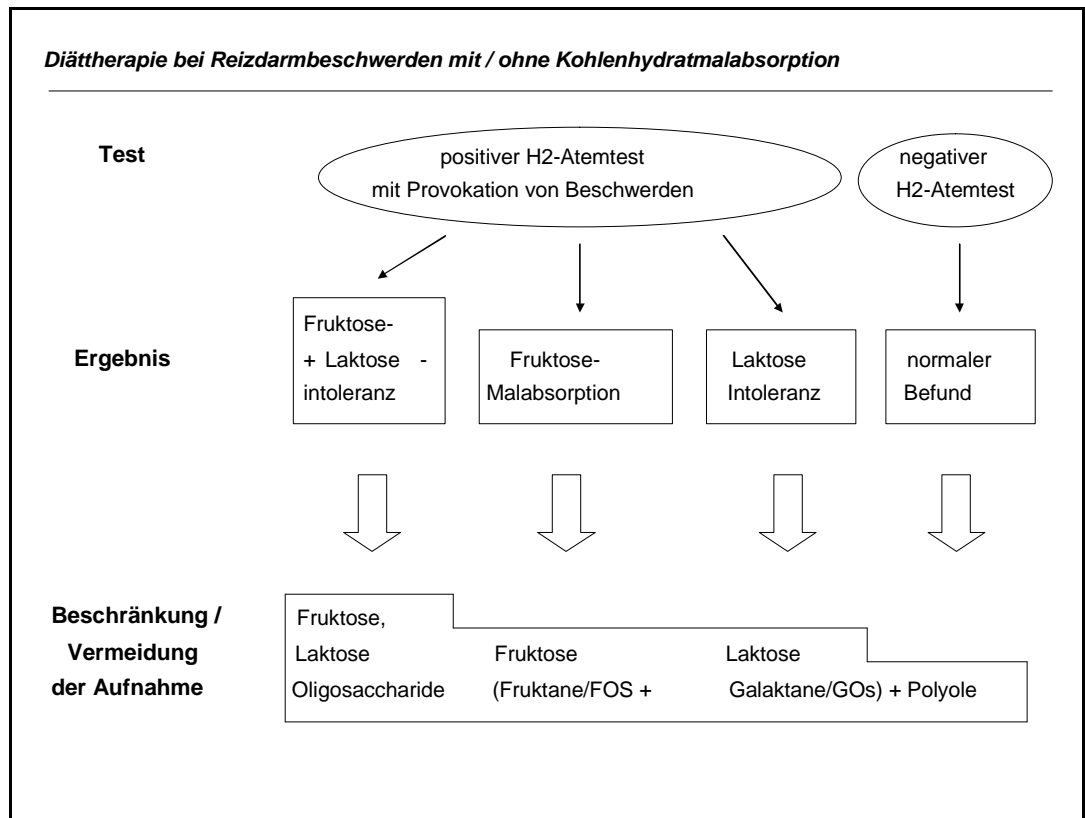 Diättherapie bei Reizdarmbeschwerden mit / ohne Kohlenhydratmalabsorption
Test
positiver H2-Atemtest
mit Provokation von Beschwerden
negativer
H2-Atemtest
Ergebnis
Fruktose-
+ Laktose -
intoleranz
Fruktose-
Malabsorption
Laktose
Intoleranz
normaler
Befund
Beschränkung /
Vermeidung
der Aufnahme
Fruktose,
Laktose Fruktose Laktose
Oligosaccharide (Fruktane/FOS + Galaktane/GOs) + Polyole